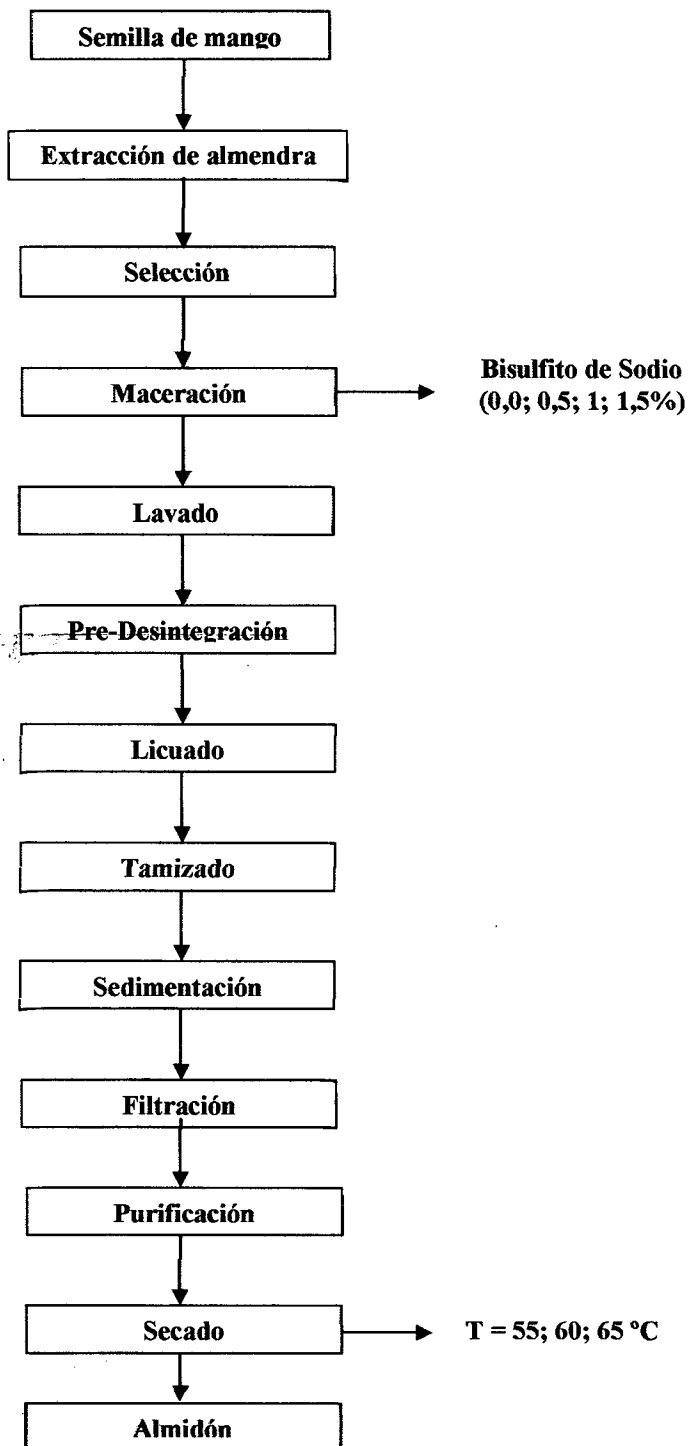 Semilla de mango
Extracción de almendra
Selección
Maceración
Bisulfito de Sodio
(0,0; 0,5; 1; 1,5%)
Lavado
Pre-Desintegración
Licuado
Tamizado
Sedimentación
Filtración
Purificación
Secado
T = 55; 60; 65 ºC
Almidón